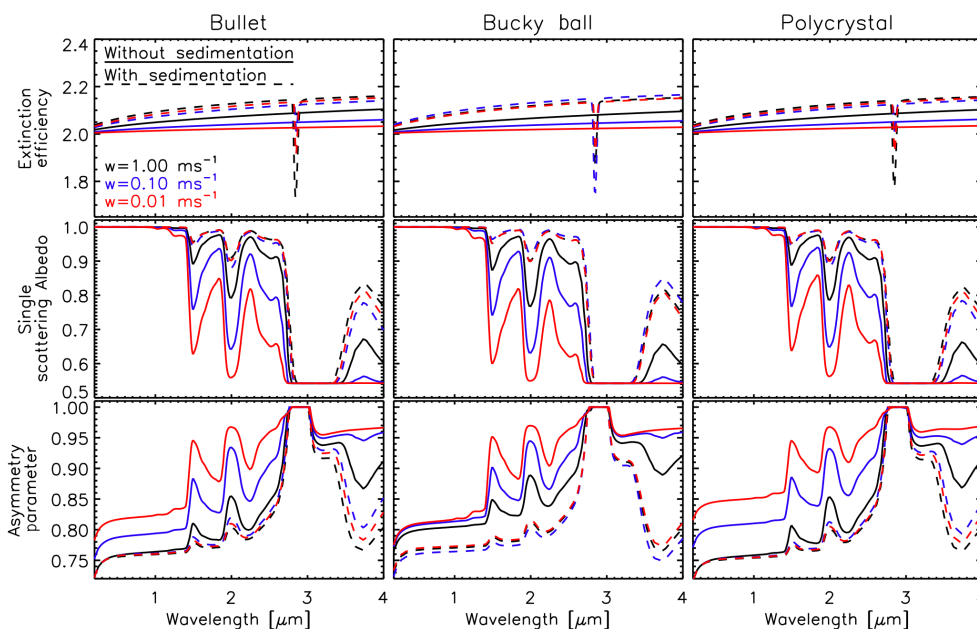 Bullet Bucky ball Polycrystal
2.4
Without sedimentation
With sedimentation
2.2
2.0
1.8
Extinction
efficiency
w=1.00 ms⁻¹
w=0.10 ms⁻¹
w=0.01 ms⁻¹
1.0
0.9
0.8
0.7
0.6
0.5
Single
scattering Albedo
1.00
0.95
0.90
0.85
0.80
0.75
Asymmetry
parameter
1 2 3 4 1 2 3 4 1 2 3 4
Wavelength [μm] Wavelength [μm] Wavelength [μm]